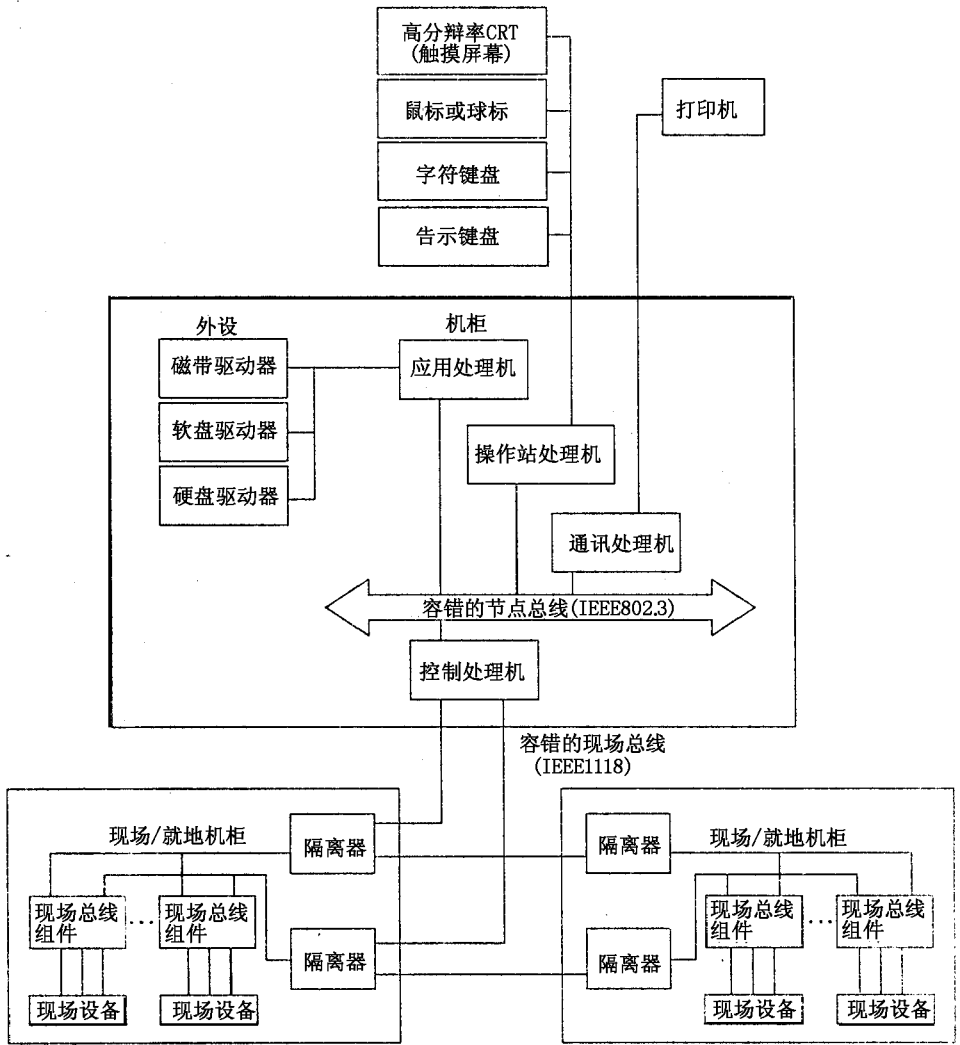 高分辩率CRT
(触摸屏幕)
鼠标或球标
打印机
字符键盘
告示键盘
外设
机柜
磁带驱动器
应用处理机
软盘驱动器
操作站处理机
硬盘驱动器
通讯处理机
容错的节点总线(IEEE802.3)
控制处理机
容错的现场总线
(IEEE1118)
现场/就地机柜
隔离器
隔离器
现场/就地机柜
现场总线
组件
...
现场总线
组件
现场总线
组件
...
现场总线
组件
隔离器
隔离器
现场设备
现场设备
现场设备
现场设备